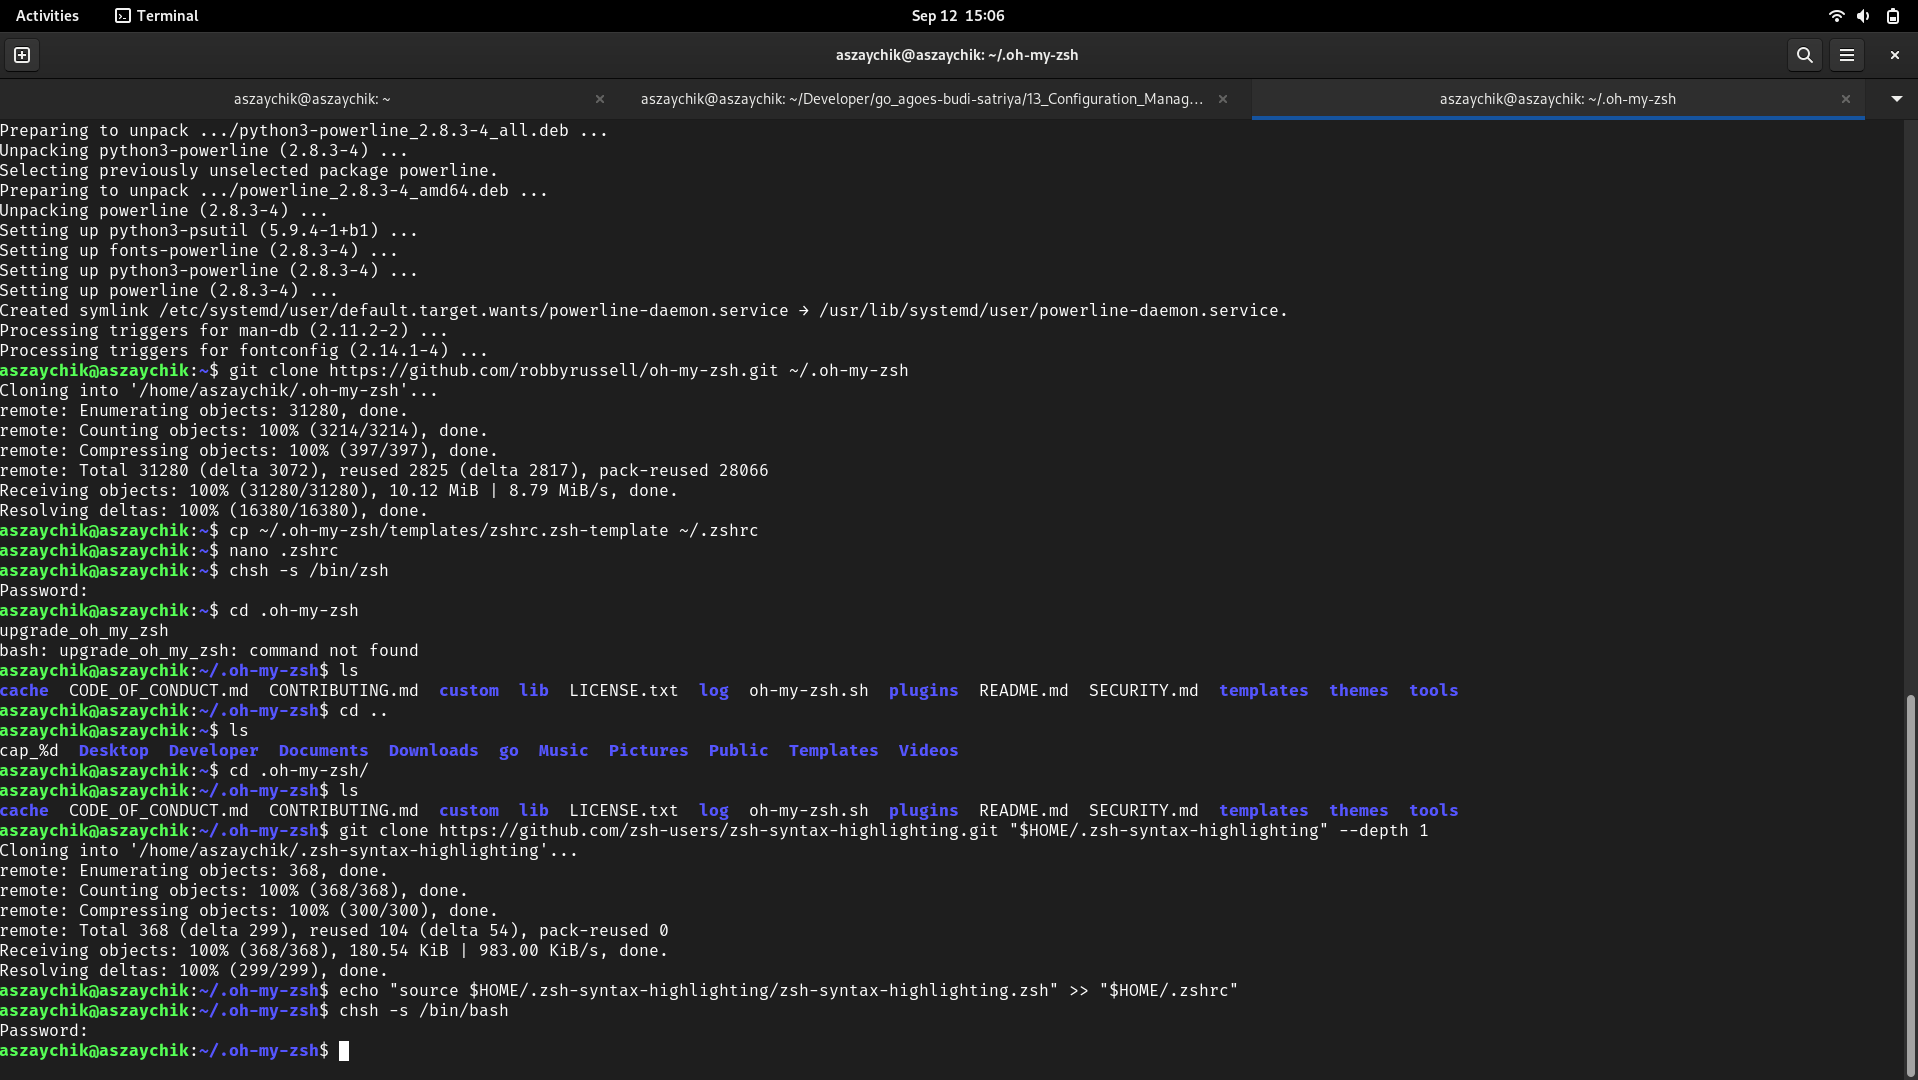 Activities Terminal Sep 12 15:06
aszaychik@aszaychik: ~/.oh-my-zsh
aszaychik@aszaychik: ~ aszaychik@aszaychik: ~/Developer/go_agoes-budi-satriya/13_Configuration_Manag... aszaychik@aszaychik: ~/.oh-my-zsh
Preparing to unpack .../python3-powerline_2.8.3-4_all.deb ...
Unpacking python3-powerline (2.8.3-4) ...
Selecting previously unselected package powerline.
Preparing to unpack .../powerline_2.8.3-4_amd64.deb ...
Unpacking powerline (2.8.3-4) ...
Setting up python3-psutil (5.9.4-1+b1) ...
Setting up fonts-powerline (2.8.3-4) ...
Setting up python3-powerline (2.8.3-4) ...
Setting up powerline (2.8.3-4) ...
Created symlink /etc/systemd/user/default.target.wants/powerline-daemon.service → /usr/lib/systemd/user/powerline-daemon.service.
Processing triggers for man-db (2.11.2-2) ...
Processing triggers for fontconfig (2.14.1-4) ...
aszaychik@aszaychik:~$ git clone https://github.com/robbyrussell/oh-my-zsh.git ~/.oh-my-zsh
Cloning into '/home/aszaychik/.oh-my-zsh'...
remote: Enumerating objects: 31280, done.
remote: Counting objects: 100% (3214/3214), done.
remote: Compressing objects: 100% (397/397), done.
remote: Total 31280 (delta 3072), reused 2825 (delta 2817), pack-reused 28066
Receiving objects: 100% (31280/31280), 10.12 MiB | 8.79 MiB/s, done.
Resolving deltas: 100% (16380/16380), done.
aszaychik@aszaychik:~$ cp ~/.oh-my-zsh/templates/zshrc.zsh-template ~/.zshrc
aszaychik@aszaychik:~$ nano .zshrc
aszaychik@aszaychik:~$ chsh -s /bin/zsh
Password:
aszaychik@aszaychik:~$ cd .oh-my-zsh
upgrade_oh_my_zsh
bash: upgrade_oh_my_zsh: command not found
aszaychik@aszaychik:~/.oh-my-zsh$ ls
cache CODE_OF_CONDUCT.md CONTRIBUTING.md custom lib LICENSE.txt log oh-my-zsh.sh plugins README.md SECURITY.md templates themes tools
aszaychik@aszaychik:~/.oh-my-zsh$ cd ..
aszaychik@aszaychik:~$ ls
cap_%d Desktop Developer Documents Downloads go Music Pictures Public Templates Videos
aszaychik@aszaychik:~$ cd .oh-my-zsh/
aszaychik@aszaychik:~/.oh-my-zsh$ ls
cache CODE_OF_CONDUCT.md CONTRIBUTING.md custom lib LICENSE.txt log oh-my-zsh.sh plugins README.md SECURITY.md templates themes tools
aszaychik@aszaychik:~/.oh-my-zsh$ git clone https://github.com/zsh-users/zsh-syntax-highlighting.git "$HOME/.zsh-syntax-highlighting" --depth 1
Cloning into '/home/aszaychik/.zsh-syntax-highlighting'...
remote: Enumerating objects: 368, done.
remote: Counting objects: 100% (368/368), done.
remote: Compressing objects: 100% (300/300), done.
remote: Total 368 (delta 299), reused 104 (delta 54), pack-reused 0
Receiving objects: 100% (368/368), 180.54 KiB | 983.00 KiB/s, done.
Resolving deltas: 100% (299/299), done.
aszaychik@aszaychik:~/.oh-my-zsh$ echo "source $HOME/.zsh-syntax-highlighting/zsh-syntax-highlighting.zsh" >> "$HOME/.zshrc"
aszaychik@aszaychik:~/.oh-my-zsh$ chsh -s /bin/bash
Password:
aszaychik@aszaychik:~/.oh-my-zsh$